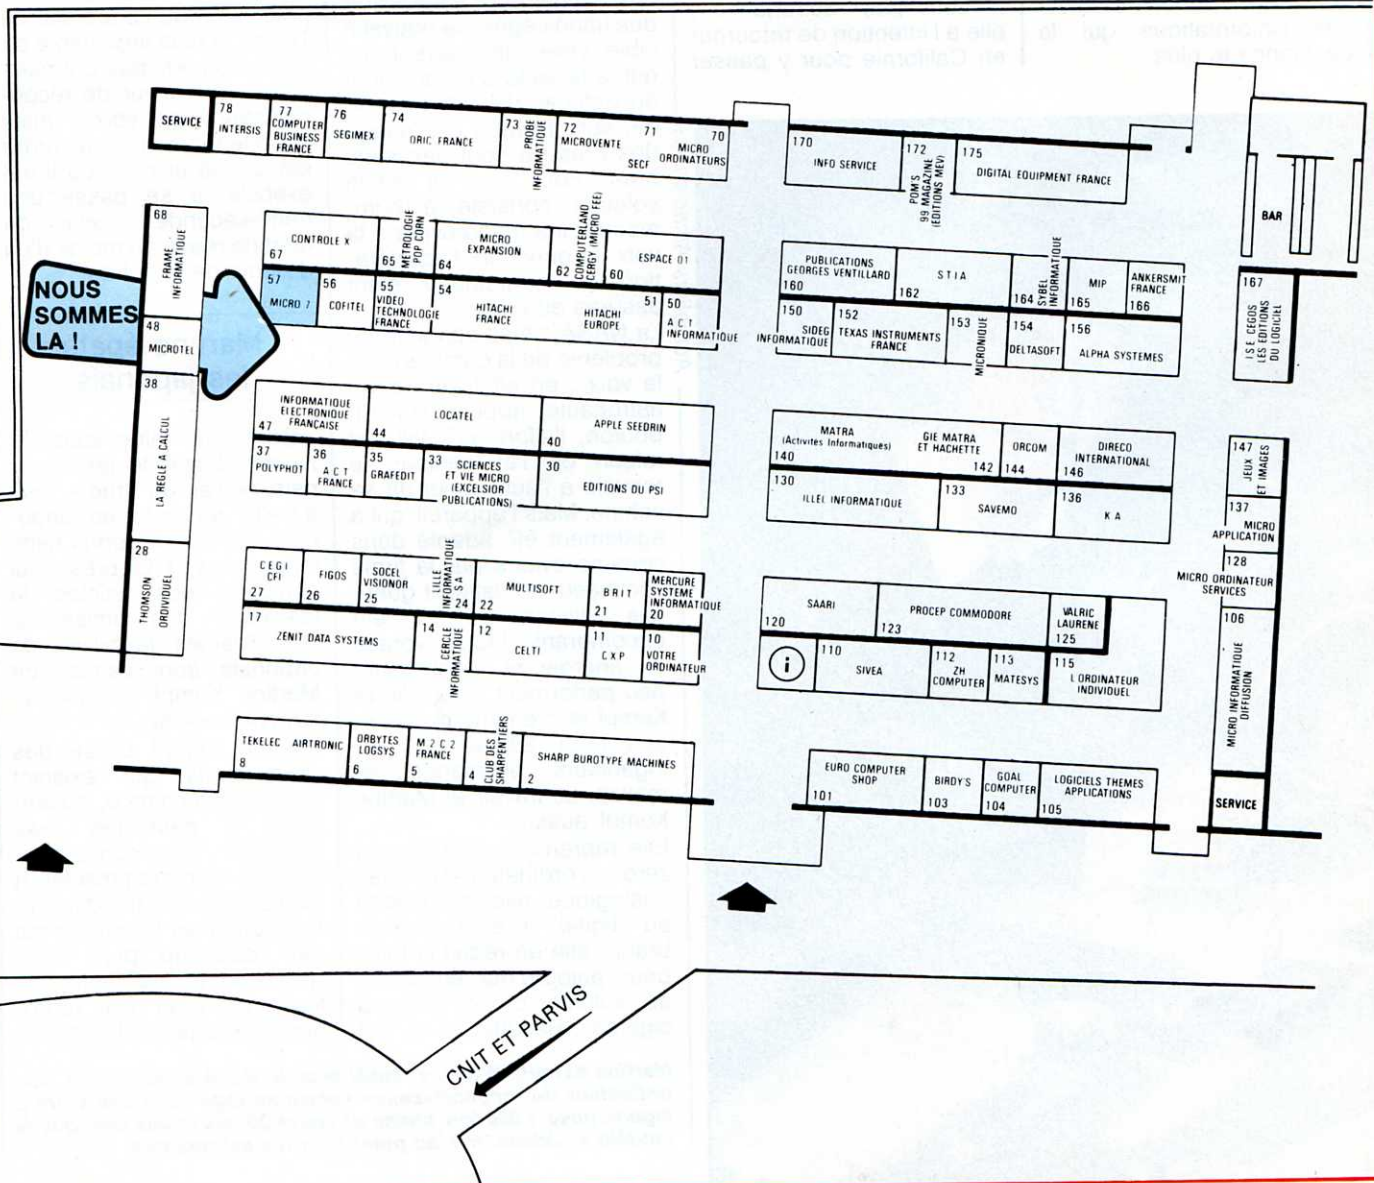 SERVICE
78
INTERSIS
77
COMPUTER
BUSINESS
FRANCE
76
SEGIMEX
74
ORIC FRANCE
73
PROBE
INFORMATIQUE
72
MICROVENTE
71
SECF
70
MICRO
ORDINATEURS
170
INFO SERVICE
172
POM'S
99 MAGAZINE
(EDITIONS MEV)
175
DIGITAL EQUIPMENT FRANCE
BAR
68
FRAME
INFORMATIQUE
CONTROLE X
67
METROLOGIE
POP CORN
65
MICRO
EXPANSION
64
COMPUTERLAND
CERGY (MICRO FEE)
62
ESPACE 01
60
PUBLICATIONS
GEORGES VENTILLARD
160
STIA
162
SYBEL
INFORMATIQUE
164
MIP
165
ANKERSMIT
FRANCE
166
167
I S E CEGOS
LES EDITIONS
DU LOGICIEL
NOUS
SOMMES
LA !
57
MICRO 7
56
COFITEL
55
VIDEO
TECHNOLOGIE
FRANCE
54
HITACHI
FRANCE
HITACHI
EUROPE
51
50
A C T
INFORMATIQUE
150
SIDEG
INFORMATIQUE
152
TEXAS INSTRUMENTS
FRANCE
153
MICRONIQUE
154
DELTASOFT
156
ALPHA SYSTEMES
48
MICROTEL
38
LA REGLE A CALCUL
INFORMATIQUE
ELECTRONIQUE
FRANÇAISE
47
LOCATEL
44
APPLE SEEDRIN
40
MATRA
(Activites Informatiques)
140
GIE MATRA
ET HACHETTE
142
ORCOM
144
DIRECO
INTERNATIONAL
146
147
JEUX
ET IMAGES
37
POLYPHOT
36
A C T
FRANCE
35
GRAFEDIT
33
SCIENCES
ET VIE MICRO
(EXCELSIOR
PUBLICATIONS)
30
EDITIONS DU PSI
130
ILLEL INFORMATIQUE
133
SAVEMO
136
K A
137
MICRO
APPLICATION
28
THOMSON
ORDIVIDUEL
C E G I
CFI
27
FIGOS
26
SOCEL
VISIONOR
25
LILLE
INFORMATIQUE
S A
24
MULTISOFT
22
B R I T
21
MERCURE
SYSTEME
INFORMATIQUE
20
SAARI
120
PROCEP COMMODORE
123
VALRIC
LAURENE
125
128
MICRO ORDINATEUR
SERVICES
17
ZENIT DATA SYSTEMS
14
CERCLE
INFORMATIQUE
12
CELTI
11
C X P
10
VOTRE
ORDINATEUR
i
110
SIVEA
112
ZH
COMPUTER
113
MATESYS
115
L ORDINATEUR
INDIVIDUEL
106
MICRO INFORMATIQUE
DIFFUSION
TEKELEC AIRTRONIC
8
ORBYTES
LOGSYS
6
M 2 C 2
FRANCE
5
CLUB DES
SHARPENTIERS
4
SHARP BUROTYPE MACHINES
2
EURO COMPUTER
SHOP
101
BIRDY'S
103
GOAL
COMPUTER
104
LOGICIELS THEMES
APPLICATIONS
105
SERVICE
CNIT ET PARVIS